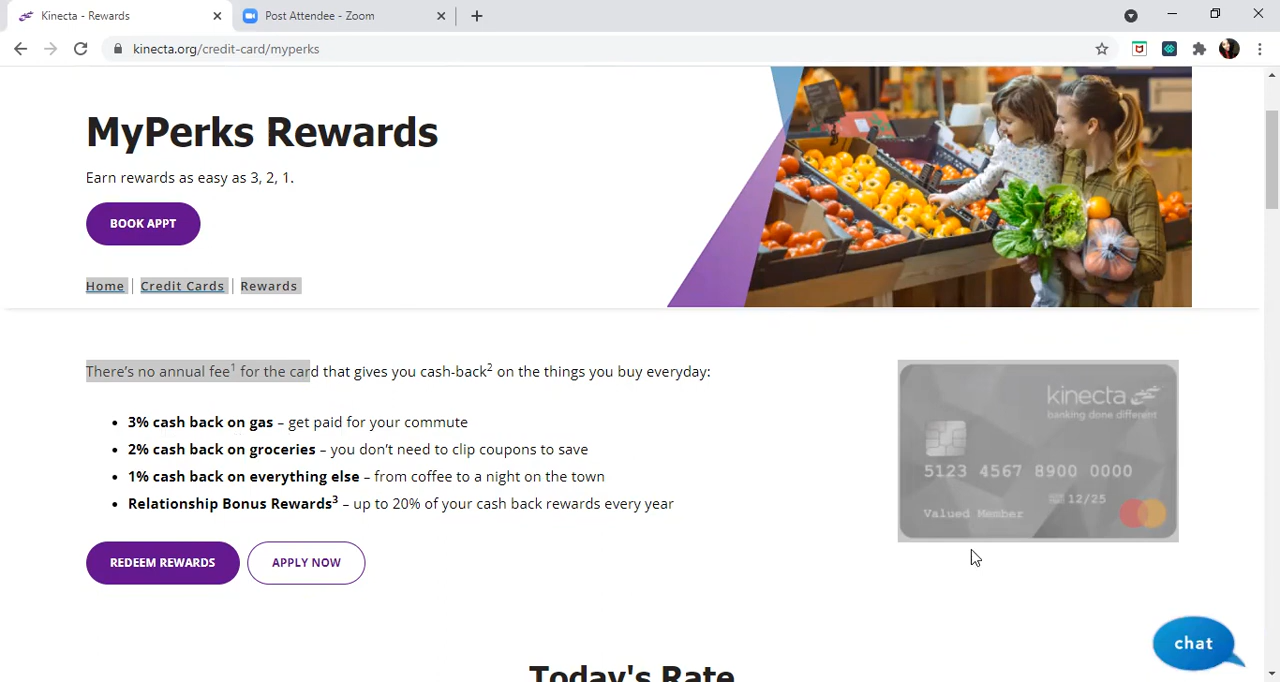 Kinecta - Rewards
Post Attendee - Zoom
kinecta.org/credit-card/myperks
MyPerks Rewards
Earn rewards as easy as 3, 2, 1.
BOOK APPT
Home | Credit Cards | Rewards
There's no annual fee1 for the card that gives you cash-back2 on the things you buy everyday:
• 3% cash back on gas – get paid for your commute
• 2% cash back on groceries – you don't need to clip coupons to save
• 1% cash back on everything else – from coffee to a night on the town
• Relationship Bonus Rewards3 – up to 20% of your cash back rewards every year
REDEEM REWARDS
APPLY NOW
kinecta
banking done different
5123 4567 8900 0000
12/25
Valued Member
chat
Today's Rate